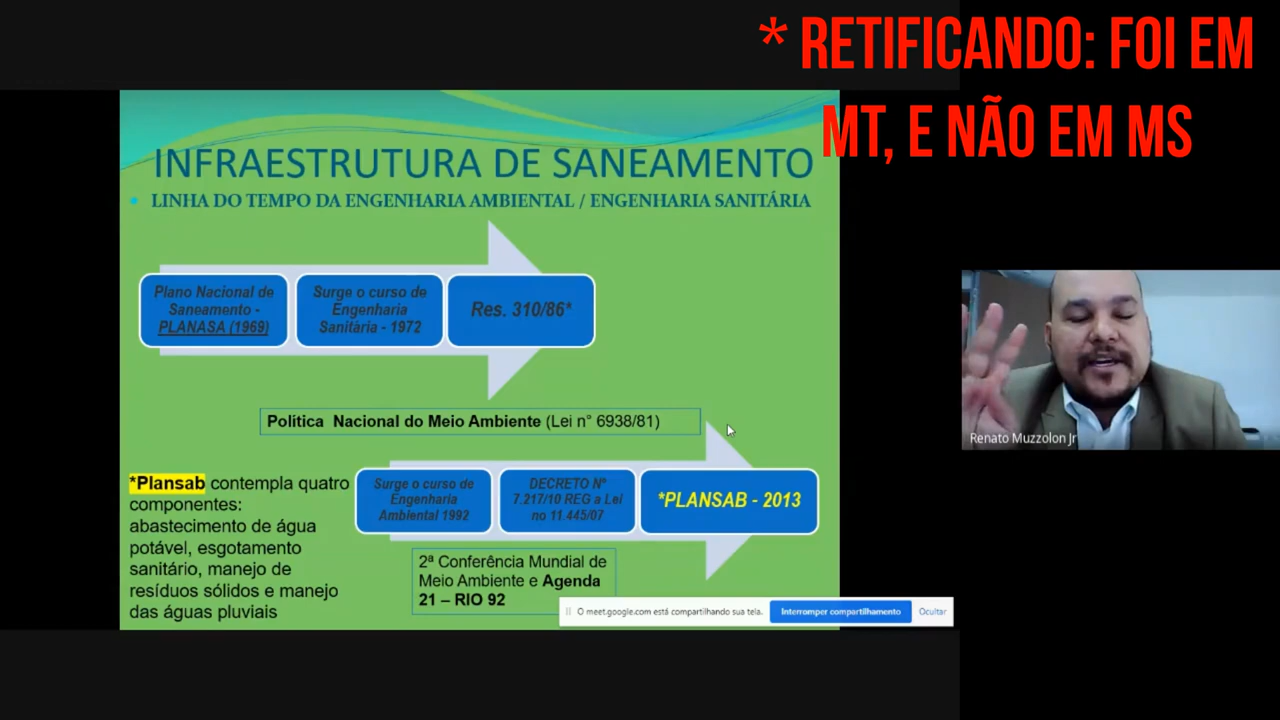 * RETIFICANDO: FOI EM
MT, E NÃO EM MS
INFRAESTRUTURA DE SANEAMENTO
• LINHA DO TEMPO DA ENGENHARIA AMBIENTAL / ENGENHARIA SANITÁRIA
Plano Nacional de
Saneamento -
PLANASA (1969)
Surge o curso de
Engenharia
Sanitária - 1972
Res. 310/86*
Política Nacional do Meio Ambiente (Lei n° 6938/81)
*Plansab contempla quatro
componentes:
abastecimento de água
potável, esgotamento
sanitário, manejo de
resíduos sólidos e manejo
das águas pluviais
Surge o curso de
Engenharia
Ambiental 1992
DECRETO Nº
7.217/10 REG a Lei
no 11.445/07
*PLANSAB - 2013
2ª Conferência Mundial de
Meio Ambiente e Agenda
21 – RIO 92
O meet.google.com está compartilhando sua tela.
Interromper compartilhamento
Ocultar
Renato Muzzolon Jr